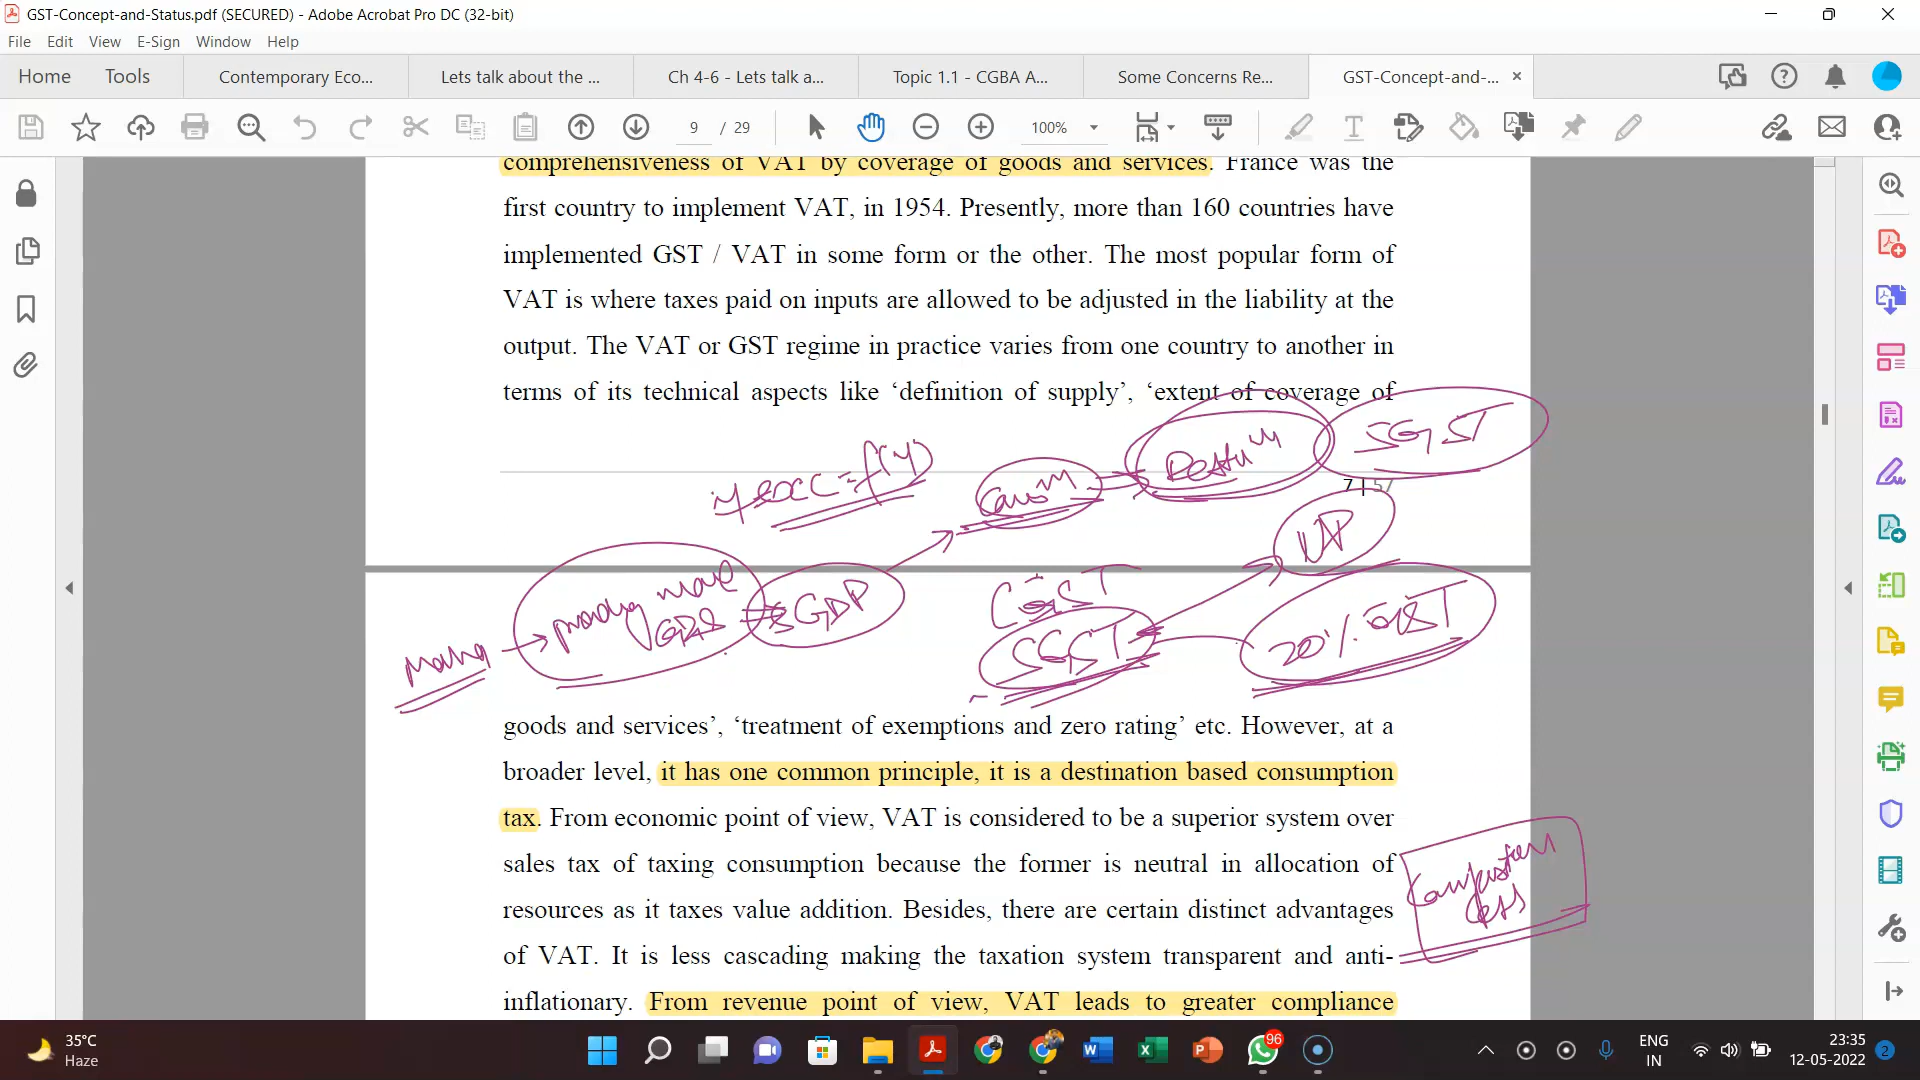 GST-Concept-and-Status.pdf (SECURED) - Adobe Acrobat Pro DC (32-bit)
File Edit View E-Sign Window Help
Home Tools Contemporary Eco... Lets talk about the ... Ch 4-6 - Lets talk a... Topic 1.1 - CGBA A... Some Concerns Re... GST-Concept-and-...
9 / 29 100%
comprehensiveness of VAT by coverage of goods and services. France was the
first country to implement VAT, in 1954. Presently, more than 160 countries have
implemented GST / VAT in some form or the other. The most popular form of
VAT is where taxes paid on inputs are allowed to be adjusted in the liability at the
output. The VAT or GST regime in practice varies from one country to another in
terms of its technical aspects like ‘definition of supply’, ‘extent of coverage of
SGST
= f(y)
7 | 57
UP
CGST
SGDP
SGST
20%. GST
goods and services’, ‘treatment of exemptions and zero rating’ etc. However, at a
broader level, it has one common principle, it is a destination based consumption
tax. From economic point of view, VAT is considered to be a superior system over
sales tax of taxing consumption because the former is neutral in allocation of
resources as it taxes value addition. Besides, there are certain distinct advantages
of VAT. It is less cascading making the taxation system transparent and anti-
inflationary. From revenue point of view, VAT leads to greater compliance
Cess
35°C
Haze
96
ENG
IN
23:35
12-05-2022
2